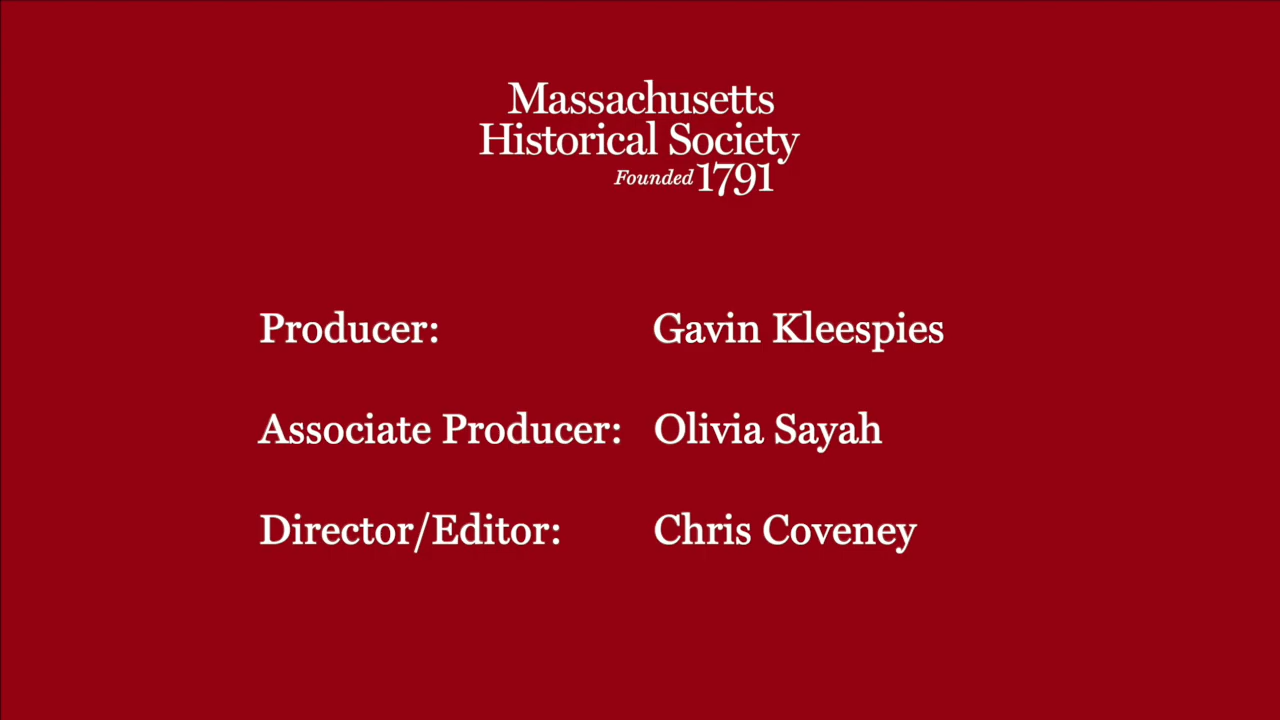 Massachusetts
Historical Society
Founded 1791
Producer: Gavin Kleespies
Associate Producer: Olivia Sayah
Director/Editor: Chris Coveney